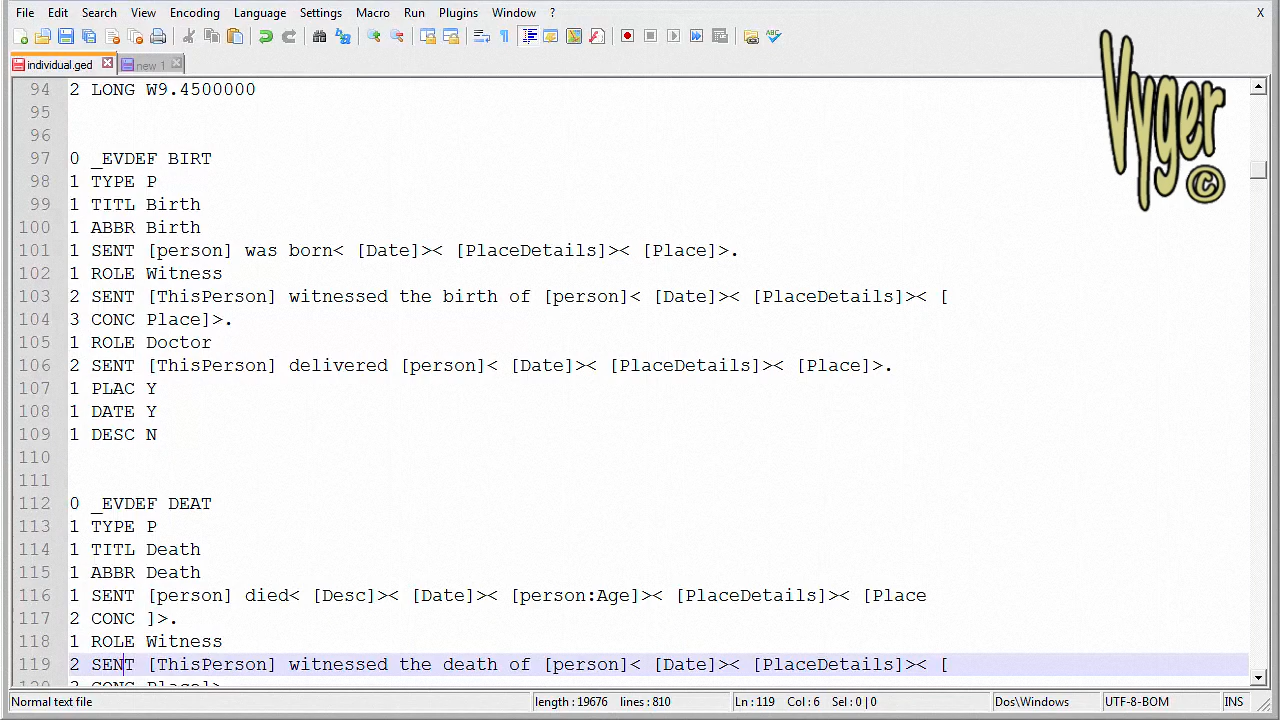 File Edit Search View Encoding Language Settings Macro Run Plugins Window ? X
individual.ged new 1
94 2 LONG W9.4500000
95
96
97 0 _EVDEF BIRT
98 1 TYPE P
99 1 TITL Birth
100 1 ABBR Birth
101 1 SENT [person] was born< [Date]>< [PlaceDetails]>< [Place]>.
102 1 ROLE Witness
103 2 SENT [ThisPerson] witnessed the birth of [person]< [Date]>< [PlaceDetails]>< [
104 3 CONC Place]>.
105 1 ROLE Doctor
106 2 SENT [ThisPerson] delivered [person]< [Date]>< [PlaceDetails]>< [Place]>.
107 1 PLAC Y
108 1 DATE Y
109 1 DESC N
110
111
112 0 _EVDEF DEAT
113 1 TYPE P
114 1 TITL Death
115 1 ABBR Death
116 1 SENT [person] died< [Desc]>< [Date]>< [person:Age]>< [PlaceDetails]>< [Place
117 2 CONC ]>.
118 1 ROLE Witness
119 2 SENT [ThisPerson] witnessed the death of [person]< [Date]>< [PlaceDetails]>< [
Vyger ©
Normal text file length : 19676 lines : 810 Ln : 119 Col : 6 Sel : 0 | 0 Dos\Windows UTF-8-BOM INS